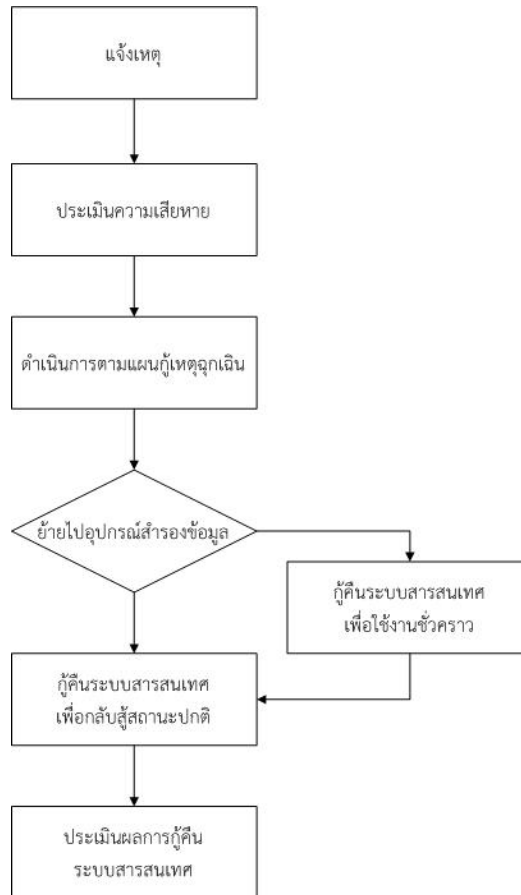 แจ้งเหตุ
ประเมินความเสียหาย
ดำเนินการตามแผนกู้เหตุฉุกเฉิน
ย้ายไปอุปกรณ์สำรองข้อมูล
กู้คืนระบบสารสนเทศ
เพื่อใช้งานชั่วคราว
กู้คืนระบบสารสนเทศ
เพื่อกลับสู้สถานะปกติ
ประเมินผลการกู้คืน
ระบบสารสนเทศ